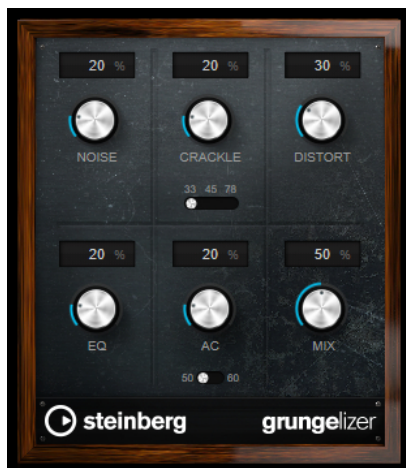 20 % 20 % 30 %
NOISE CRACKLE DISTORT
33 45 78
20 % 20 % 50 %
EQ AC MIX
50 60
steinberg grungelizer